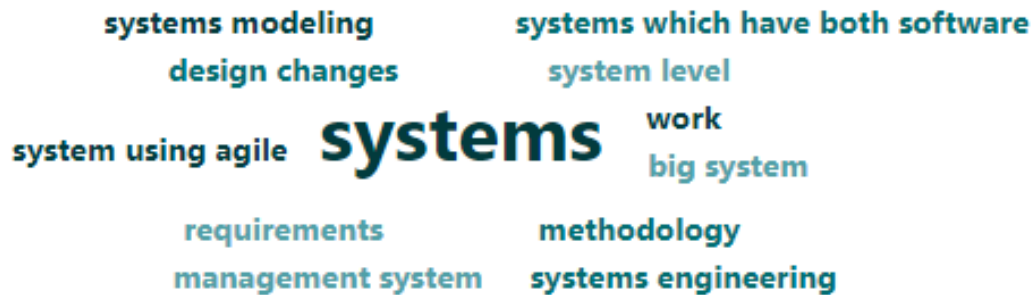 systems modeling
systems which have both software
design changes
system level
systems
work
system using agile
big system
requirements
methodology
management system
systems engineering